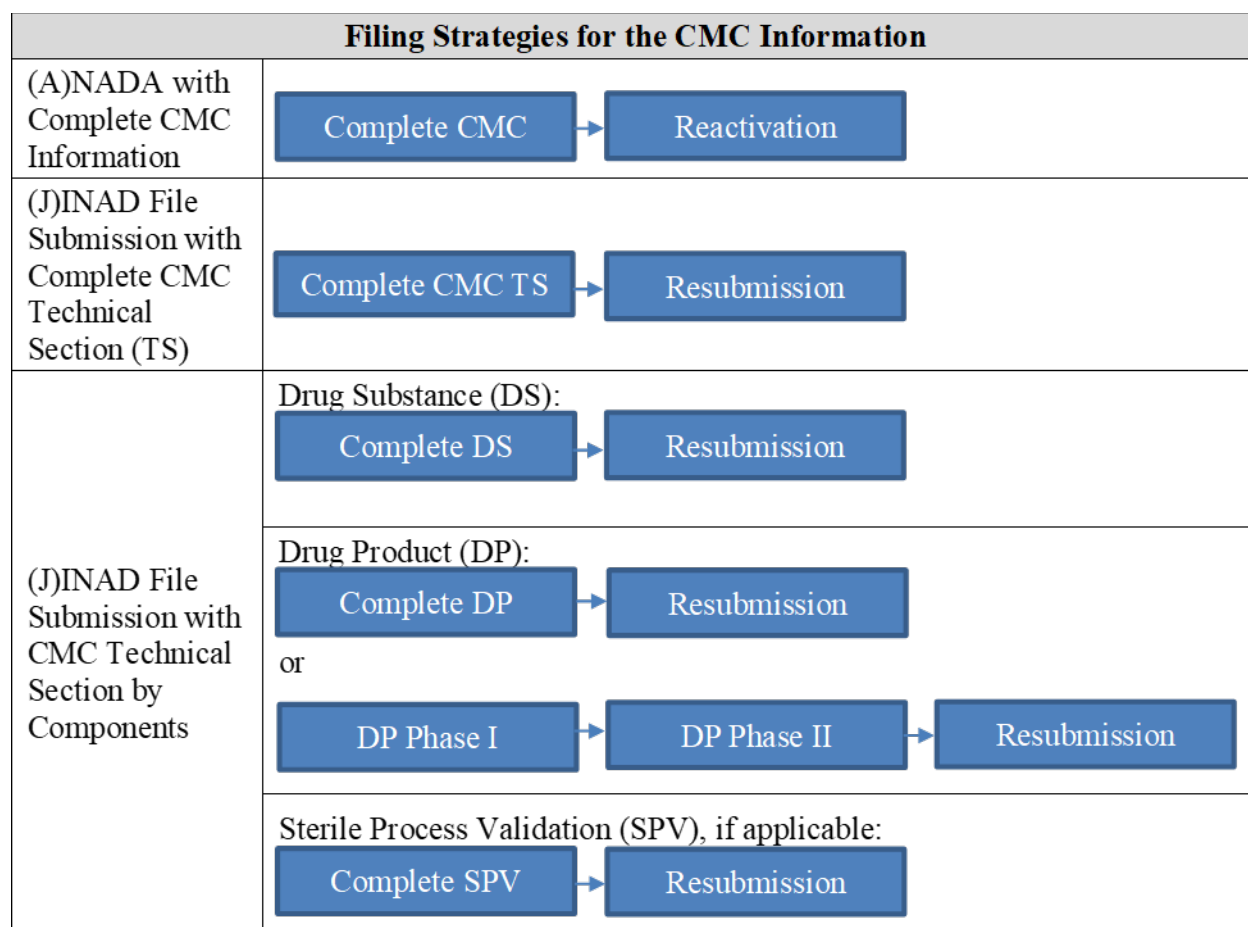 Filing Strategies for the CMC Information
(A)NADA with
Complete CMC
Information
Complete CMC
Reactivation
(J)INAD File
Submission with
Complete CMC
Technical
Section (TS)
Complete CMC TS
Resubmission
(J)INAD File
Submission with
CMC Technical
Section by
Components
Drug Substance (DS):
Complete DS
Resubmission
Drug Product (DP):
Complete DP
Resubmission
or
DP Phase I
DP Phase II
Resubmission
Sterile Process Validation (SPV), if applicable:
Complete SPV
Resubmission